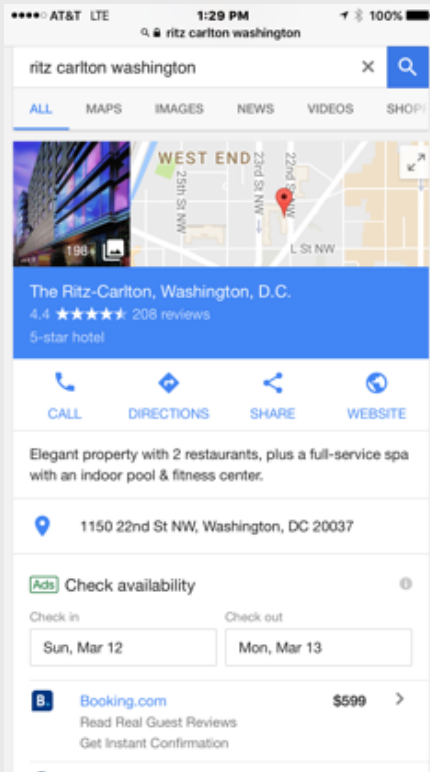 AT&T LTE 1:29 PM 100%
ritz carlton washington
ritz carlton washington
ALL MAPS IMAGES NEWS VIDEOS SHOP
WEST END
25th St NW
23rd St NW
22nd St NW
L St NW
198+
The Ritz-Carlton, Washington, D.C.
4.4 208 reviews
5-star hotel
CALL DIRECTIONS SHARE WEBSITE
Elegant property with 2 restaurants, plus a full-service spa
with an indoor pool & fitness center.
1150 22nd St NW, Washington, DC 20037
Ads Check availability
Check in Check out
Sun, Mar 12 Mon, Mar 13
B. Booking.com $599
Read Real Guest Reviews
Get Instant Confirmation